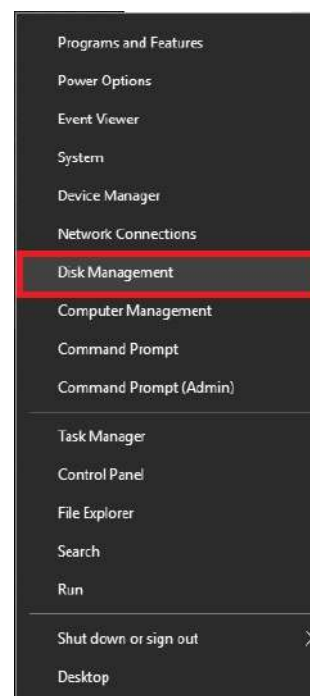 Programs and Features
Power Options
Event Viewer
System
Device Manager
Network Connections
Disk Management
Computer Management
Command Prompt
Command Prompt (Admin)
Task Manager
Control Panel
File Explorer
Search
Run
Shut down or sign out
Desktop